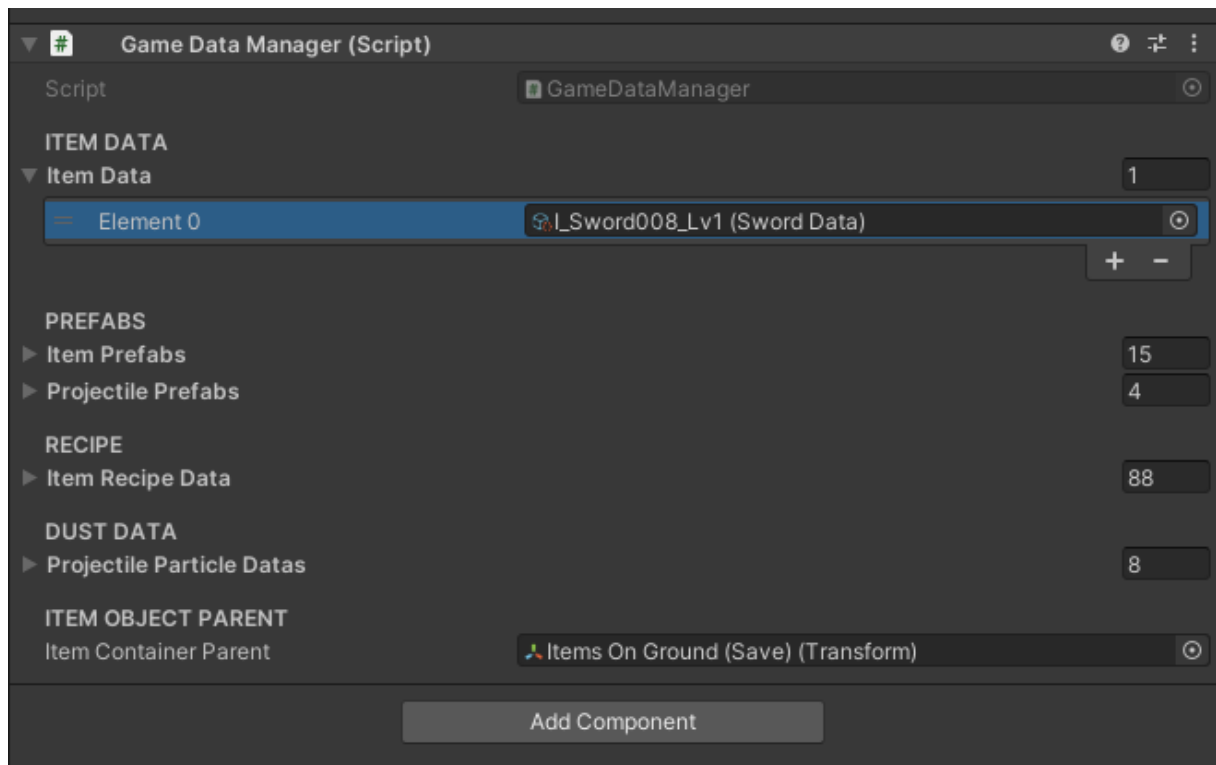 Game Data Manager (Script)
Script GameDataManager
ITEM DATA
Item Data 1
Element 0 I_Sword008_Lv1 (Sword Data)
+ -
PREFABS
Item Prefabs 15
Projectile Prefabs 4
RECIPE
Item Recipe Data 88
DUST DATA
Projectile Particle Datas 8
ITEM OBJECT PARENT
Item Container Parent Items On Ground (Save) (Transform)
Add Component